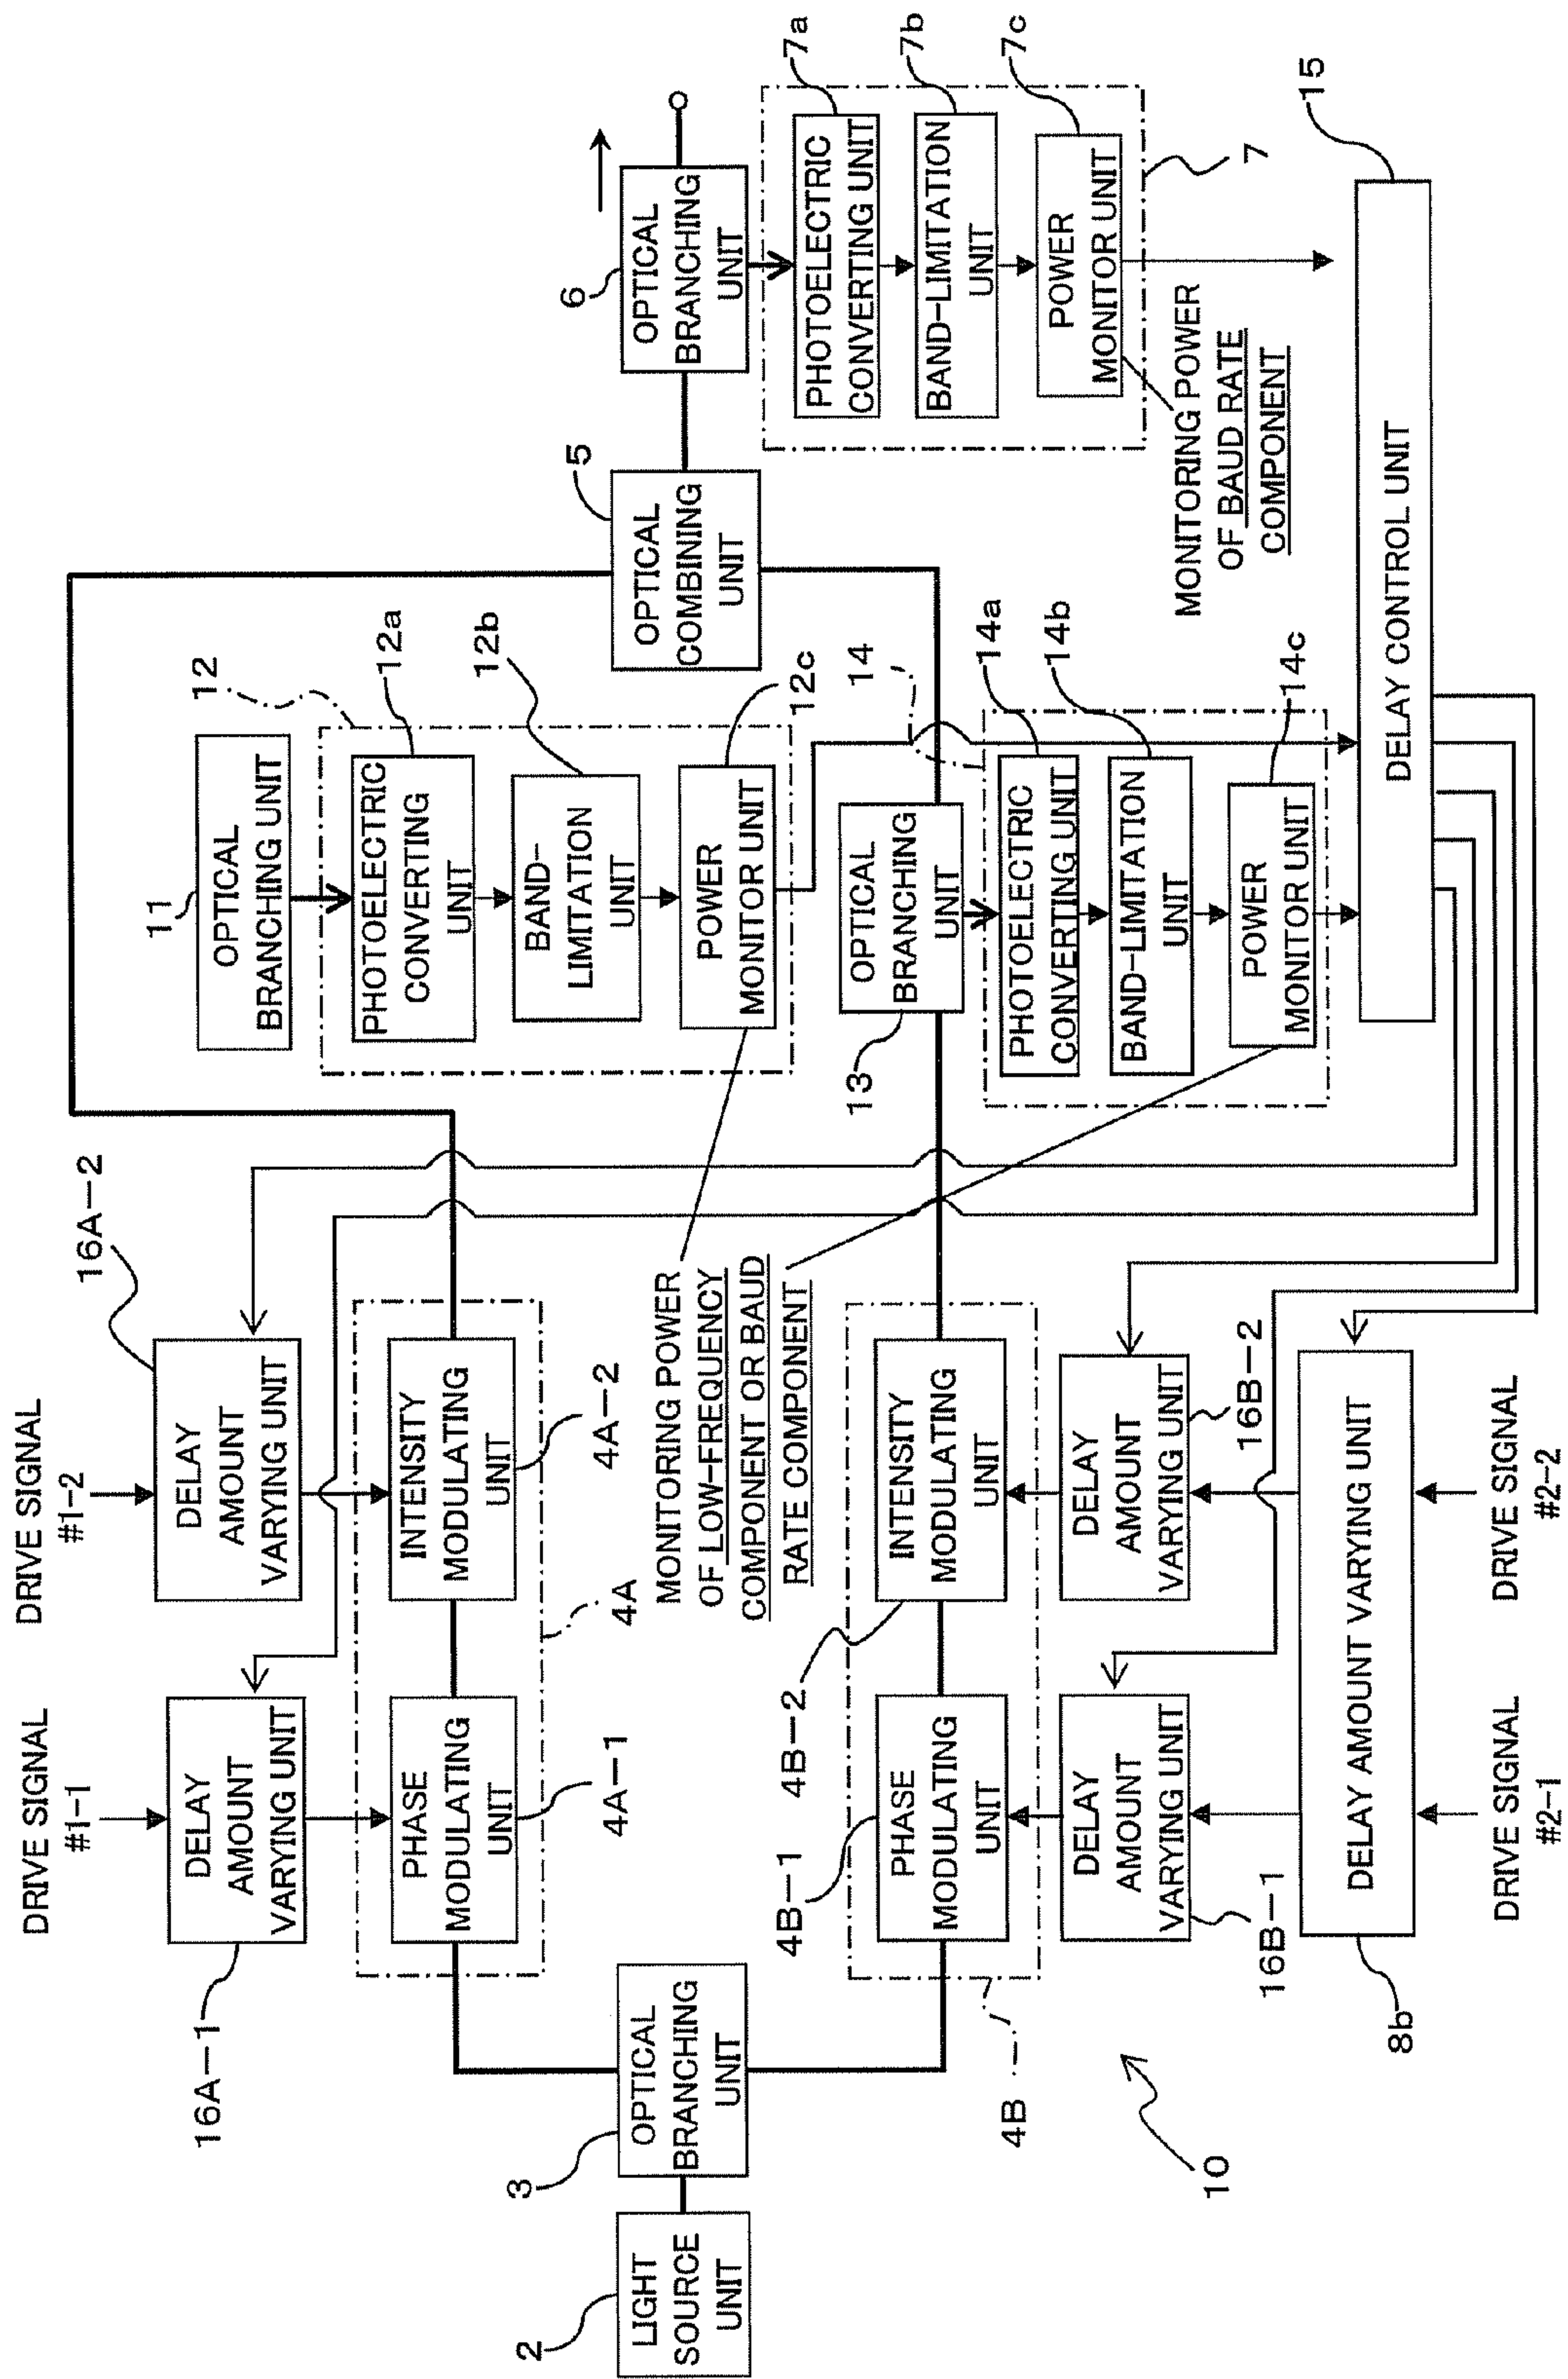 DRIVE SIGNAL
#1-1
DRIVE SIGNAL
#1-2
16A-1
16A-2
DELAY
AMOUNT
VARYING UNIT
DELAY
AMOUNT
VARYING UNIT
11
OPTICAL
BRANCHING UNIT
12
PHASE
MODULATING
UNIT
INTENSITY
MODULATING
UNIT
4A-1
4A-2
4A
PHOTOELECTRIC
CONVERTING
UNIT
12a
BAND-
LIMITATION
UNIT
12b
POWER
MONITOR UNIT
12c
2
LIGHT
SOURCE
UNIT
3
OPTICAL
BRANCHING
UNIT
5
OPTICAL
COMBINING
UNIT
6
OPTICAL
BRANCHING
UNIT
MONITORING POWER
OF LOW-FREQUENCY
COMPONENT OR BAUD
RATE COMPONENT
4B-1
4B-2
PHASE
MODULATING
UNIT
INTENSITY
MODULATING
UNIT
4B
13
OPTICAL
BRANCHING
UNIT
14
PHOTOELECTRIC
CONVERTING UNIT
14a
BAND-LIMITATION
UNIT
14b
POWER
MONITOR UNIT
14c
PHOTOELECTRIC
CONVERTING UNIT
7a
BAND-LIMITATION
UNIT
7b
POWER
MONITOR UNIT
7c
7
MONITORING POWER
OF BAUD RATE
COMPONENT
DELAY
AMOUNT
VARYING UNIT
16B-1
DELAY
AMOUNT
VARYING UNIT
16B-2
10
DELAY AMOUNT VARYING UNIT
8b
DELAY CONTROL UNIT
15
DRIVE SIGNAL
#2-1
DRIVE SIGNAL
#2-2